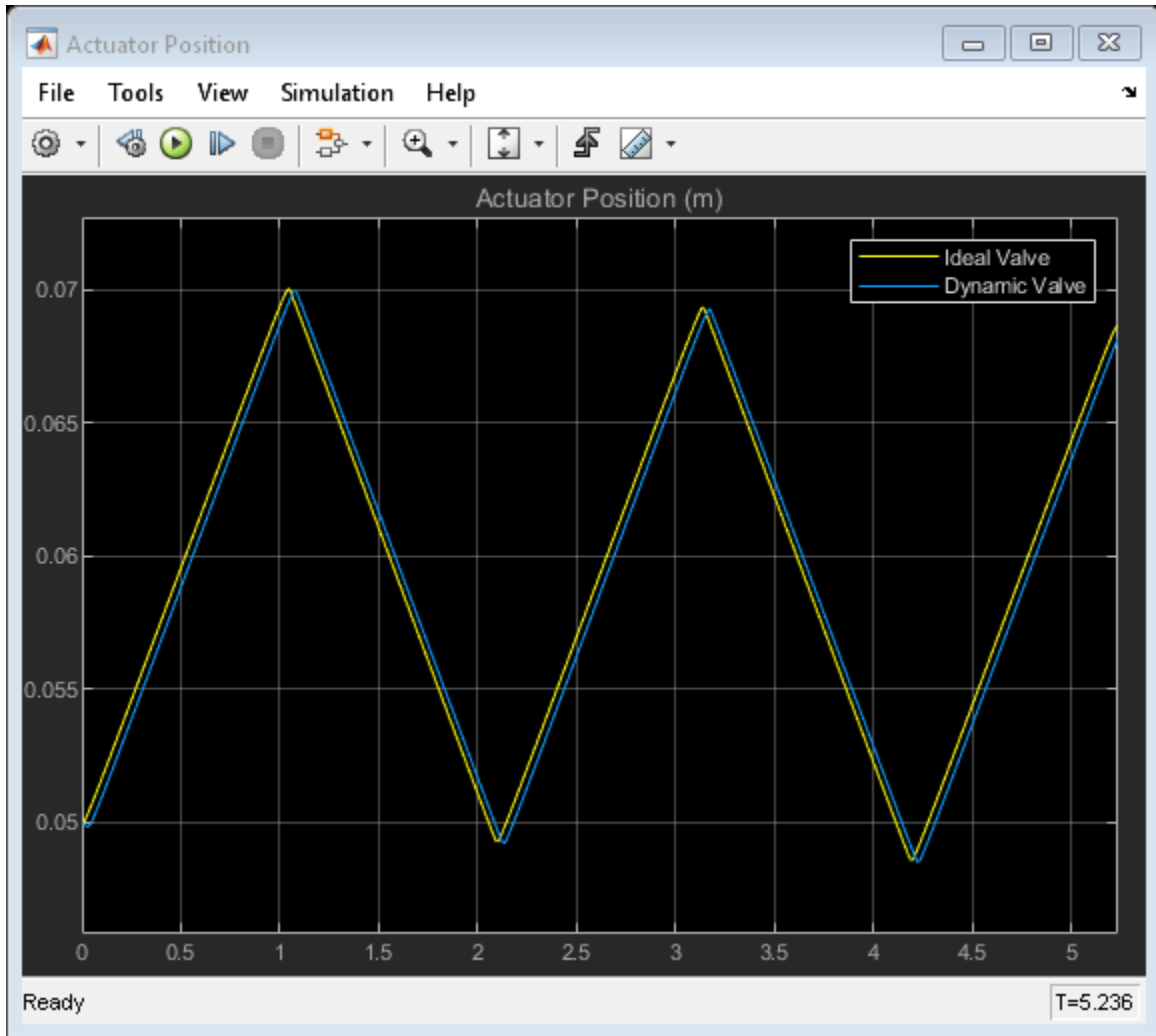 Actuator Position
File Tools View Simulation Help
Actuator Position (m)
Ideal Valve
Dynamic Valve
0.07
0.065
0.06
0.055
0.05
0 0.5 1 1.5 2 2.5 3 3.5 4 4.5 5
Ready T=5.236